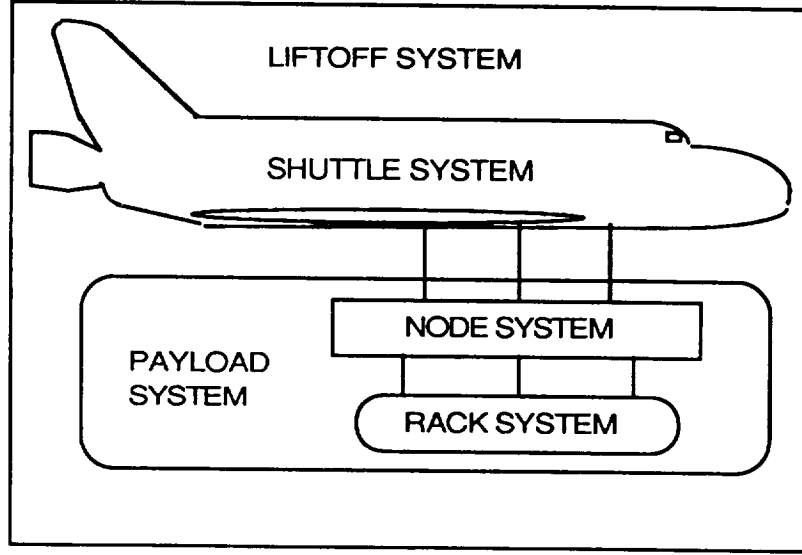 LIFTOFF SYSTEM
SHUTTLE SYSTEM
NODE SYSTEM
PAYLOAD
SYSTEM
RACK SYSTEM